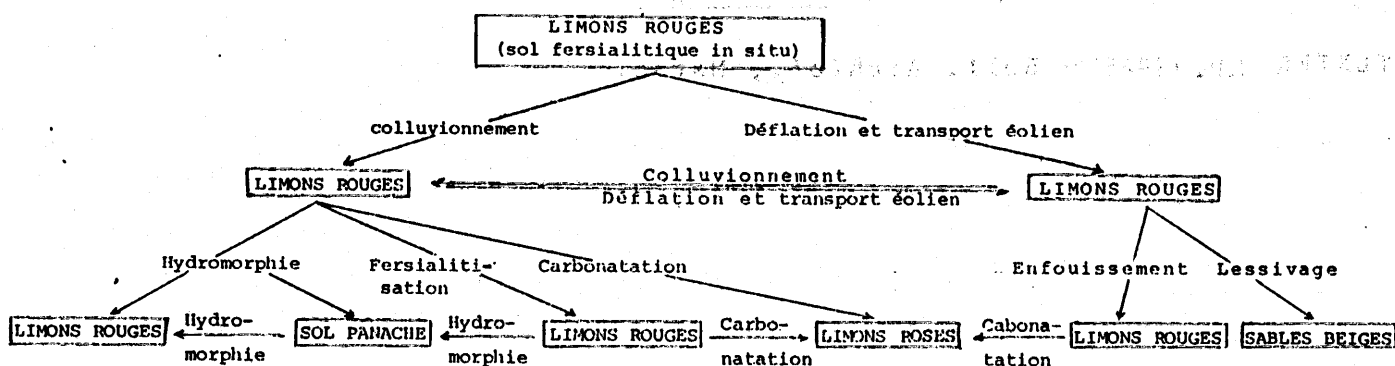 LIMONS ROUGES
(sol fersialitique in situ)
colluvionnement
Déflation et transport éolien
LIMONS ROUGES
Colluvionnement
Déflation et transport éolien
LIMONS ROUGES
Hydromorphie
Fersialiti-
sation
Carbonatation
Enfouissement
Lessivage
LIMONS ROUGES
Hydro-
morphie
SOL PANACHE
Hydro-
morphie
LIMONS ROUGES
Carbo-
natation
LIMONS ROSES
Cabona-
tation
LIMONS ROUGES
SABLES BEIGES